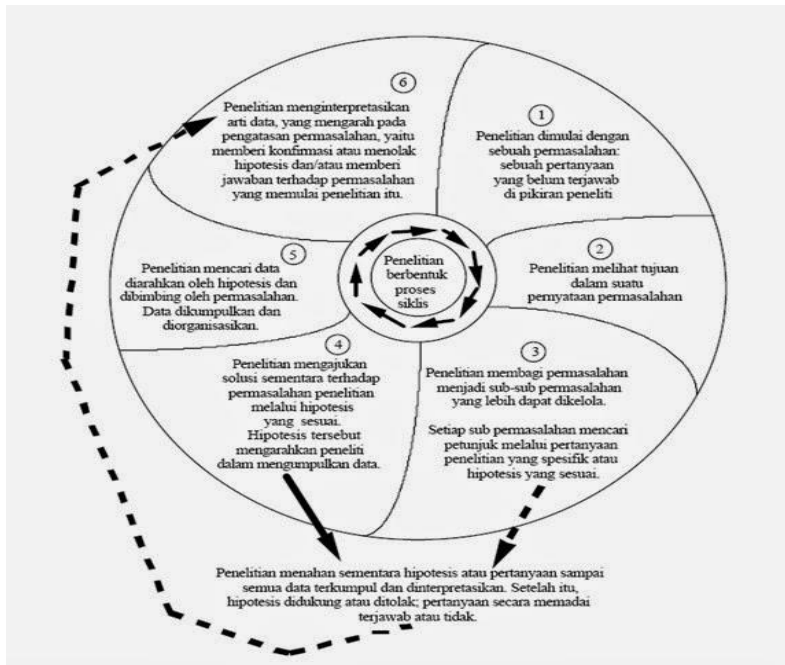 1
Penelitian dimulai dengan
sebuah permasalahan:
sebuah pertanyaan
yang belum terjawab
di pikiran peneliti
2
Penelitian melihat tujuan
dalam suatu
pernyataan permasalahan
3
Penelitian membagi permasalahan
menjadi sub-sub permasalahan
yang lebih dapat dikelola.
Setiap sub permasalahan mencari
petunjuk melalui pertanyaan
penelitian yang spesifik atau
hipotesis yang sesuai.
4
Penelitian mengajukan
solusi sementara terhadap
permasalahan penelitian
melalui hipotesis
yang sesuai.
Hipotesis tersebut
mengarahkan peneliti
dalam mengumpulkan data.
5
Penelitian mencari data
diarahkan oleh hipotesis dan
dibimbing oleh permasalahan.
Data dikumpulkan dan
diorganisasikan.
6
Penelitian menginterpretasikan
arti data, yang mengarah pada
pengatasan permasalahan, yaitu
memberi konfirmasi atau menolak
hipotesis dan/atau memberi
jawaban terhadap permasalahan
yang memulai penelitian itu.
Penelitian
berbentuk
proses
siklis
Penelitian menahan sementara hipotesis atau pertanyaan sampai
semua data terkumpul dan dinterpretasikan. Setelah itu,
hipotesis didukung atau ditolak; pertanyaan secara memadai
terjawab atau tidak.